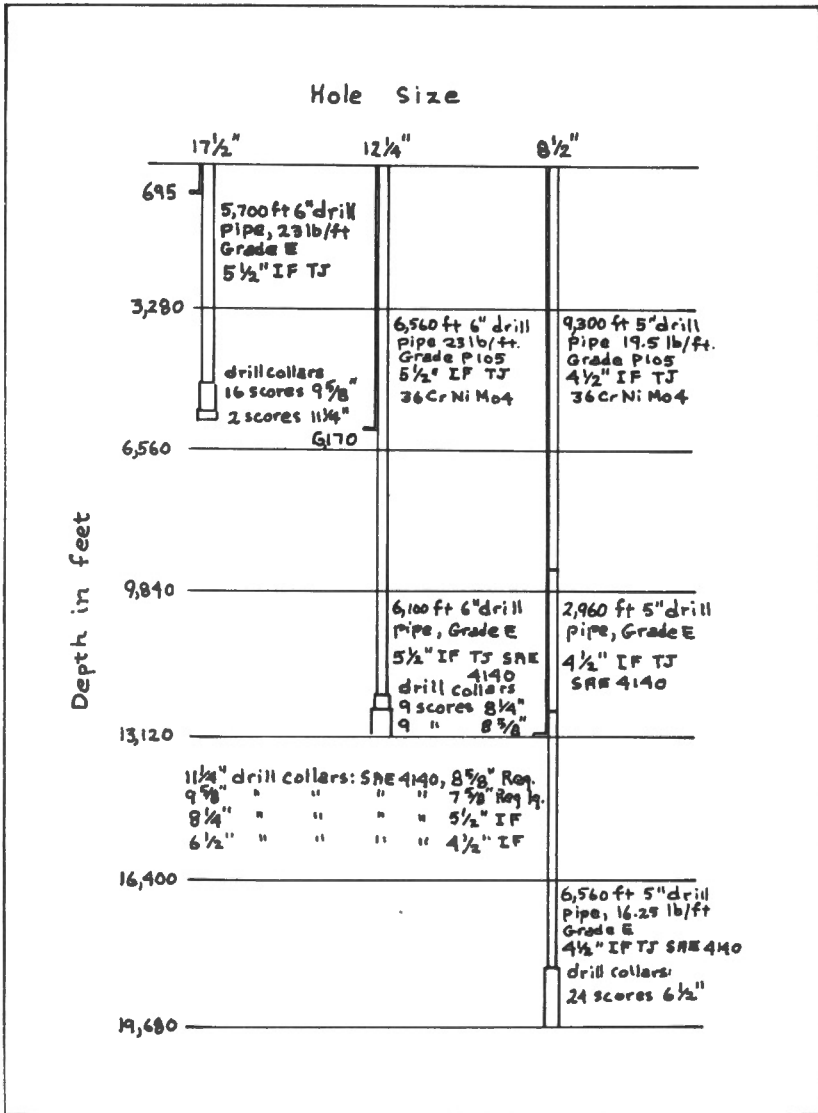 Hole Size
17½" 12¼" 8½"
695
5,700 ft 6" drill
pipe, 23 lb/ft
Grade E
5½" IF TJ
3,280
6,560 ft 6" drill
pipe 23 lb/ft.
Grade P105
5½" IF TJ
36 Cr Ni Mo4
9,300 ft 5" drill
pipe 19.5 lb/ft.
Grade P105
4½" IF TJ
36 Cr Ni Mo4
drill collars
16 scores 9⅝"
2 scores 11¼"
6,170
6,560
Depth in feet
9,840
6,100 ft 6" drill
pipe, Grade E
5½" IF TJ SAE
4140
drill collars
9 scores 8¼"
9 " 8⅝"
2,960 ft 5" drill
pipe, Grade E
4½" IF TJ
SAE 4140
13,120
11¼" drill collars: SAE 4140, 8⅝" Reg.
9⅝" " " " " 7⅝" Reg
8¼" " " " " 5½" IF
6½" " " " " 4½" IF
16,400
6,560 ft 5" drill
pipe, 16.25 lb/ft
Grade E
4½" IF TJ SAE 4140
drill collars:
24 scores 6½"
19,680